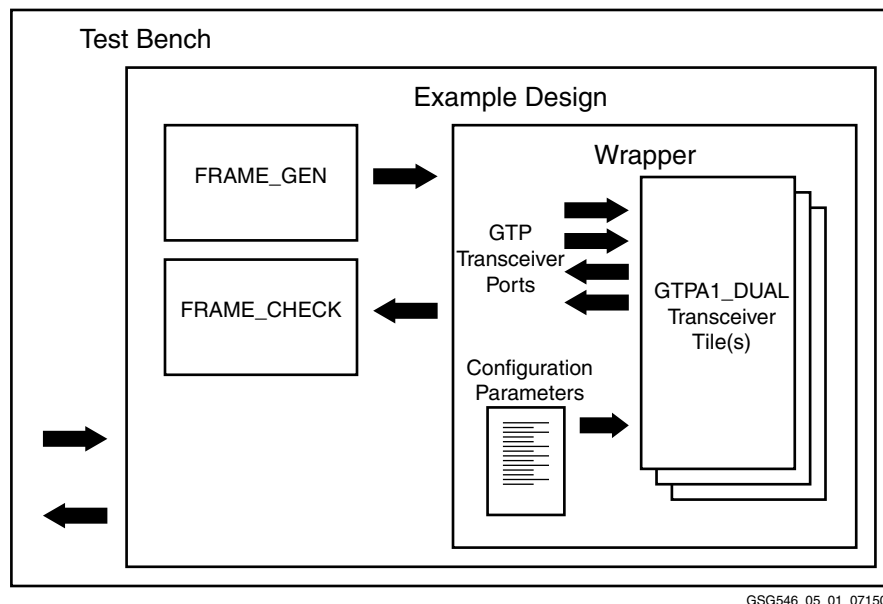 Test Bench
Example Design
FRAME_GEN
FRAME_CHECK
Wrapper
GTP
Transceiver
Ports
GTPA1_DUAL
Transceiver
Tile(s)
Configuration
Parameters